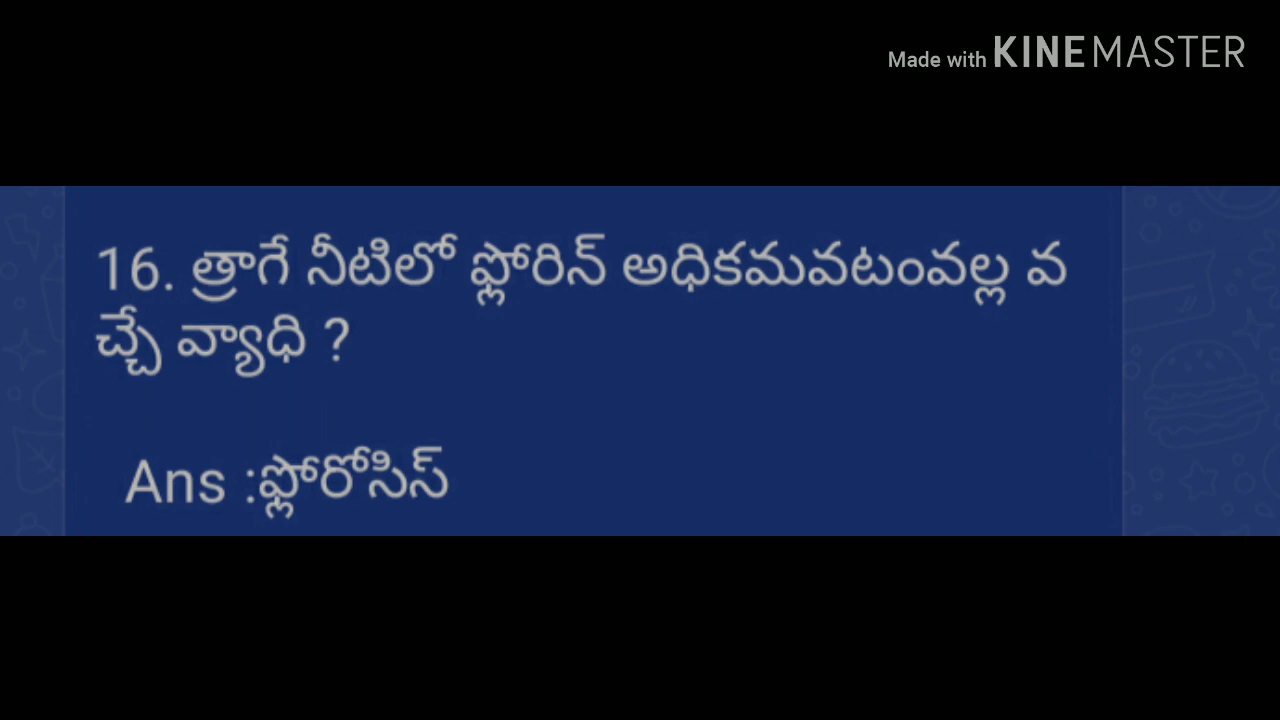 Made with KINEMASTER
16. త్రాగే నీటిలో ఫ్లోరిన్ అధికమవటంవల్ల వ
చ్చే వ్యాధి ?
Ans :ఫ్లోరోసిస్